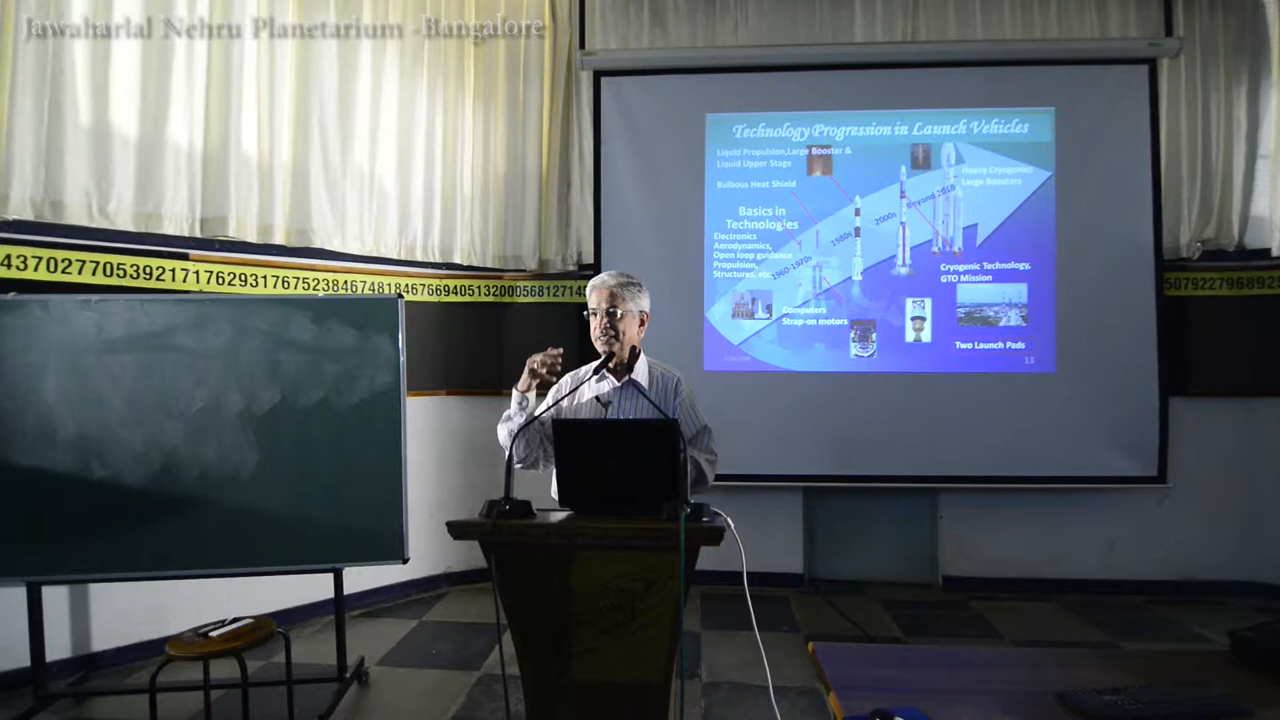 Jawaharlal Nehru Planetarium -Bangalore
43702770539217176293176752384674818467669405132000568127145
5079227968925
Technology Progression in Launch Vehicles
Liquid Propulsion,Large Booster &
Liquid Upper Stage
Bulbous Heat Shield
Basics in
Technologies
Electronics
Aerodynamics,
Open loop guidance
Propulsion,
Structures, etc
1960-1970s
1980s
2000s
Beyond 2010
Heavy Cryogenics
Large Boosters
Cryogenic Technology,
GTO Mission
Computers
Strap-on motors
Two Launch Pads
13